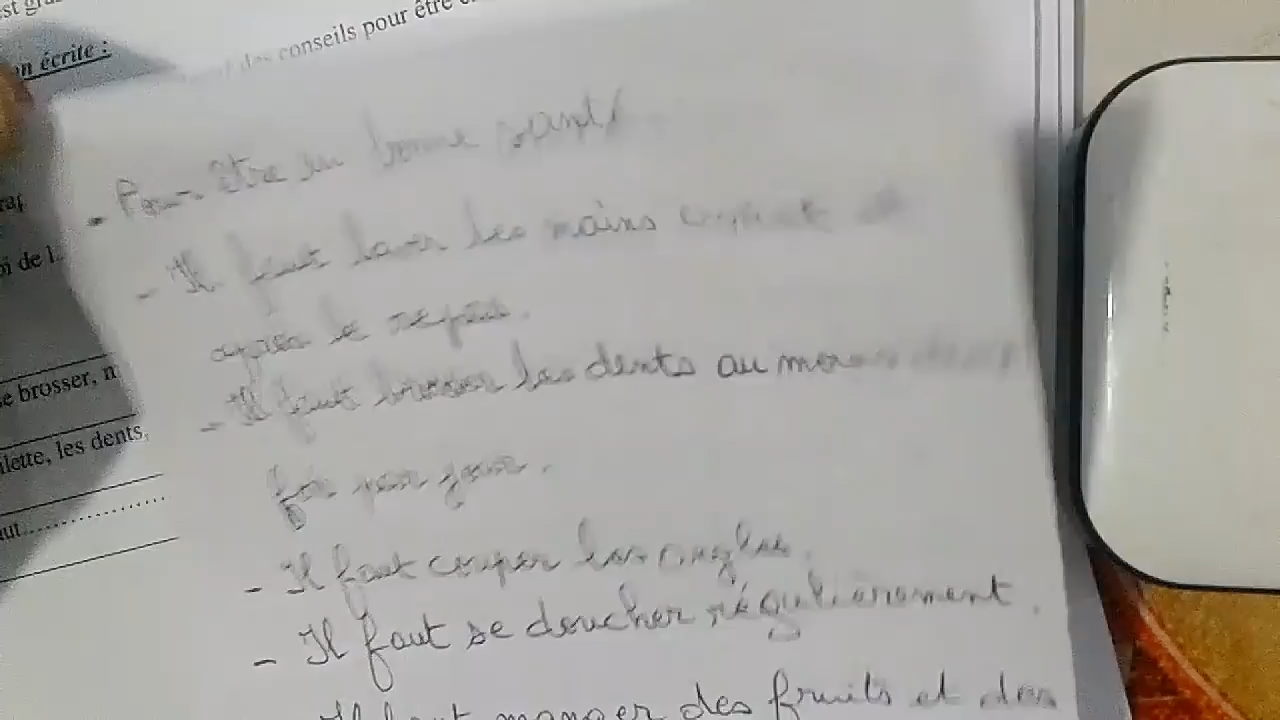 n écrite :
des conseils pour être e
- Pour être en bonne santé
- Il faut laver les mains avant et
après le repas.
- Il faut brosser les dents au moins deux
fois par jour.
- Il faut couper les ongles.
- Il faut se doucher régulièrement.
Il faut manger des fruits et des
oi de l
e brosser, n
ilette, les dents,
ut